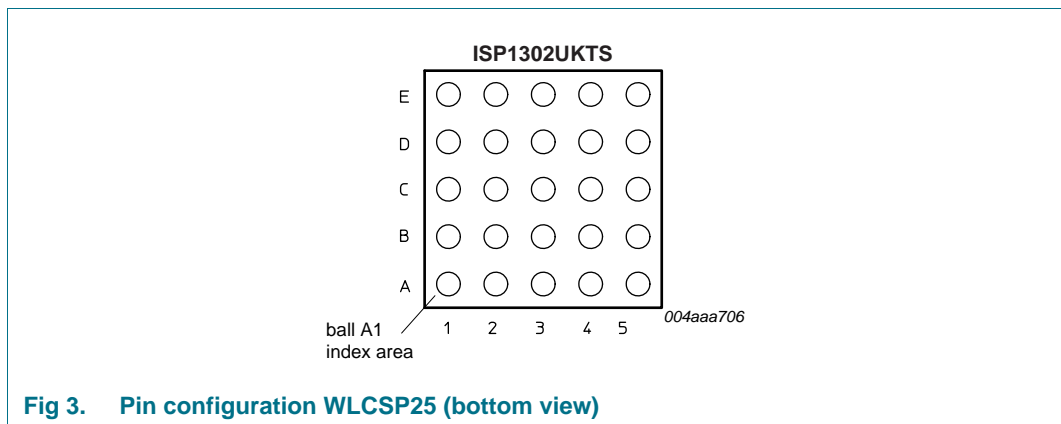 ISP1302UKTS
E
D
C
B
A
1 2 3 4 5
004aaa706
ball A1
index area
Fig 3. Pin configuration WLCSP25 (bottom view)